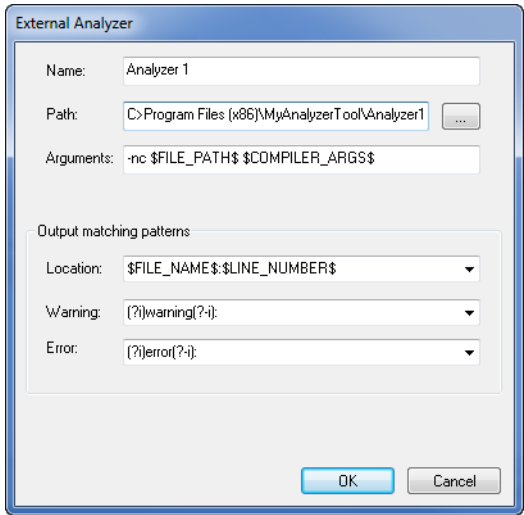 External Analyzer
Name: Analyzer 1
Path: C>Program Files (x86)\MyAnalyzerTool\Analyzer1 ...
Arguments: -nc $FILE_PATH$ $COMPILER_ARGS$
Output matching patterns
Location: $FILE_NAME$:$LINE_NUMBER$
Warning: (?i)warning(?-i):
Error: (?i)error(?-i):
OK Cancel